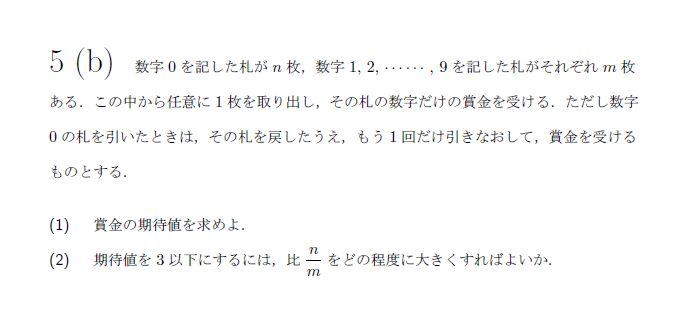 5 (b) 数字 0 を記した札が n 枚，数字 1, 2, ⋯⋯ , 9 を記した札がそれぞれ m 枚
ある．この中から任意に 1 枚を取り出し，その札の数字だけの賞金を受ける．ただし数字
0 の札を引いたときは，その札を戻したうえ，もう 1 回だけ引きなおして，賞金を受ける
ものとする．
(1) 賞金の期待値を求めよ．
(2) 期待値を 3 以下にするには，比 n/m をどの程度に大きくすればよいか．